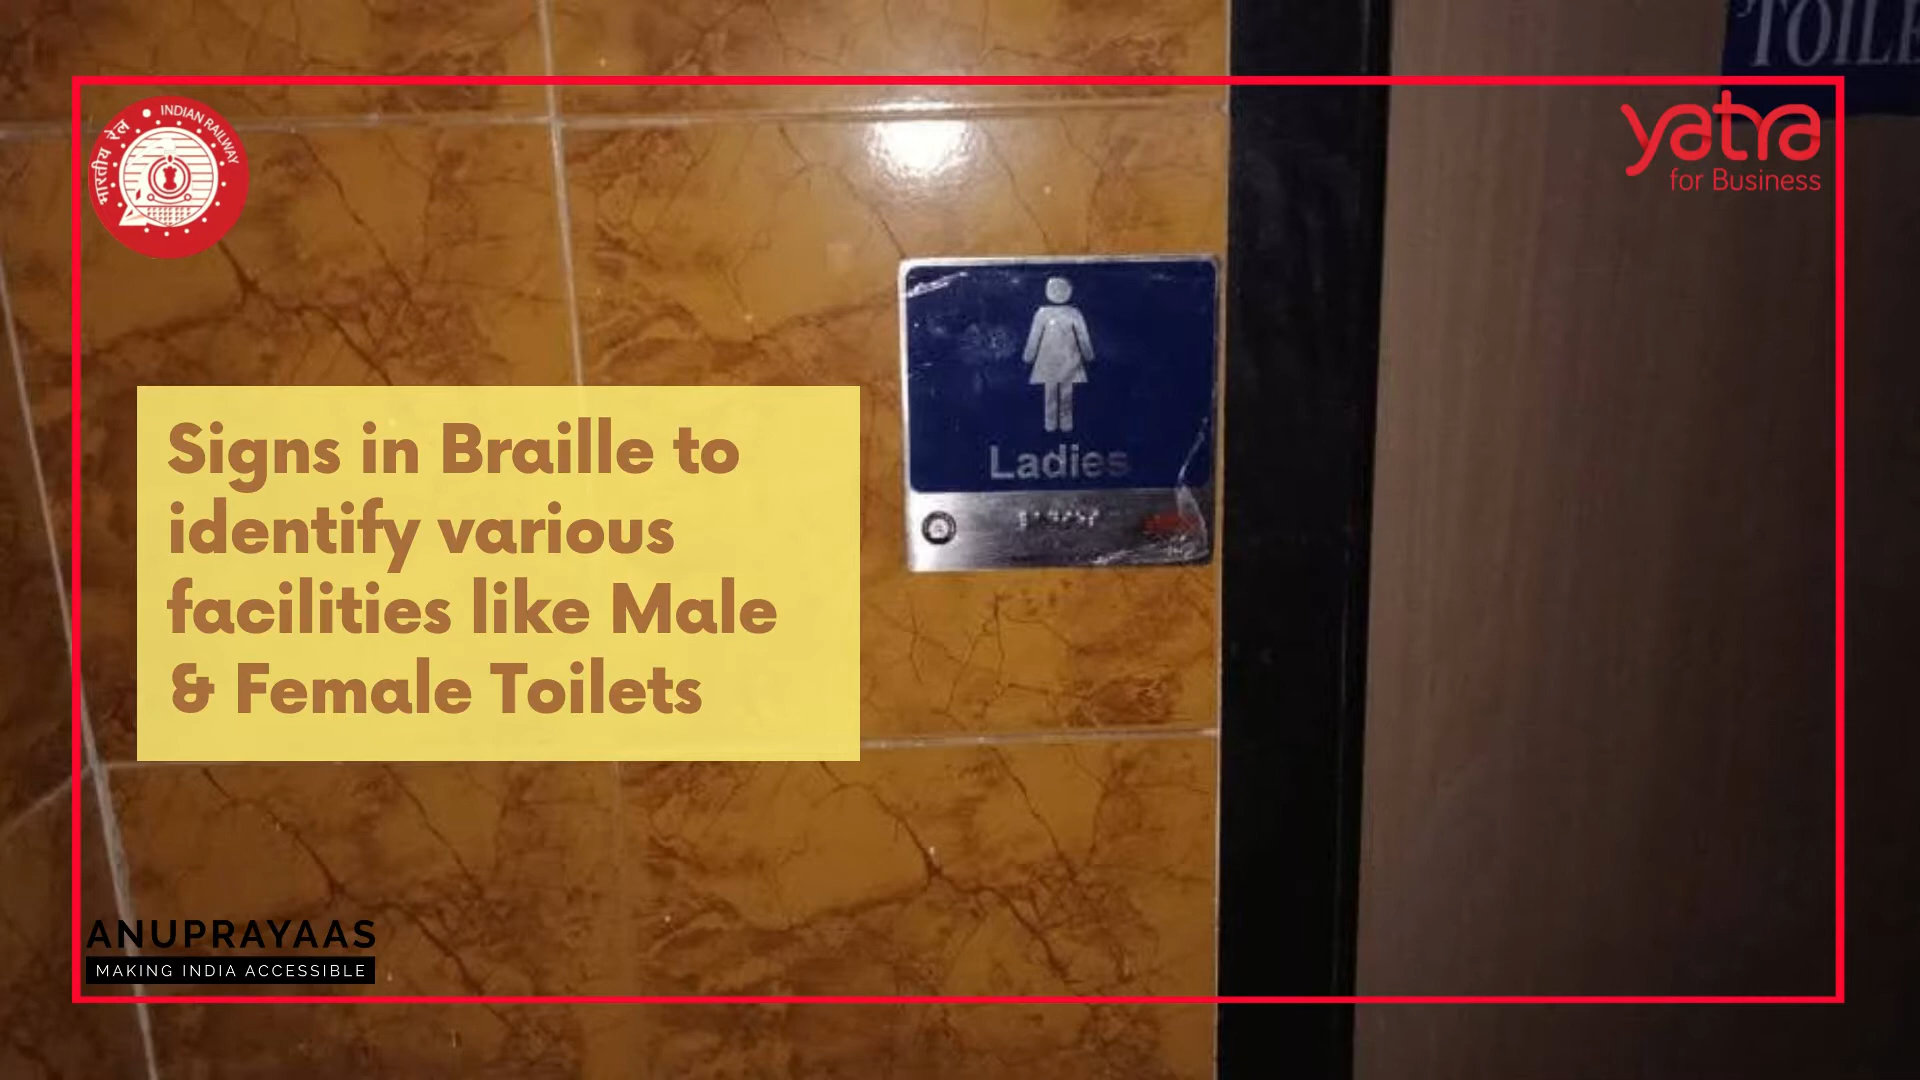 TOILE
भारतीय रेल
INDIAN RAILWAY
yatra
for Business
Signs in Braille to
identify various
facilities like Male
& Female Toilets
Ladies
ANUPRAYAAS
MAKING INDIA ACCESSIBLE